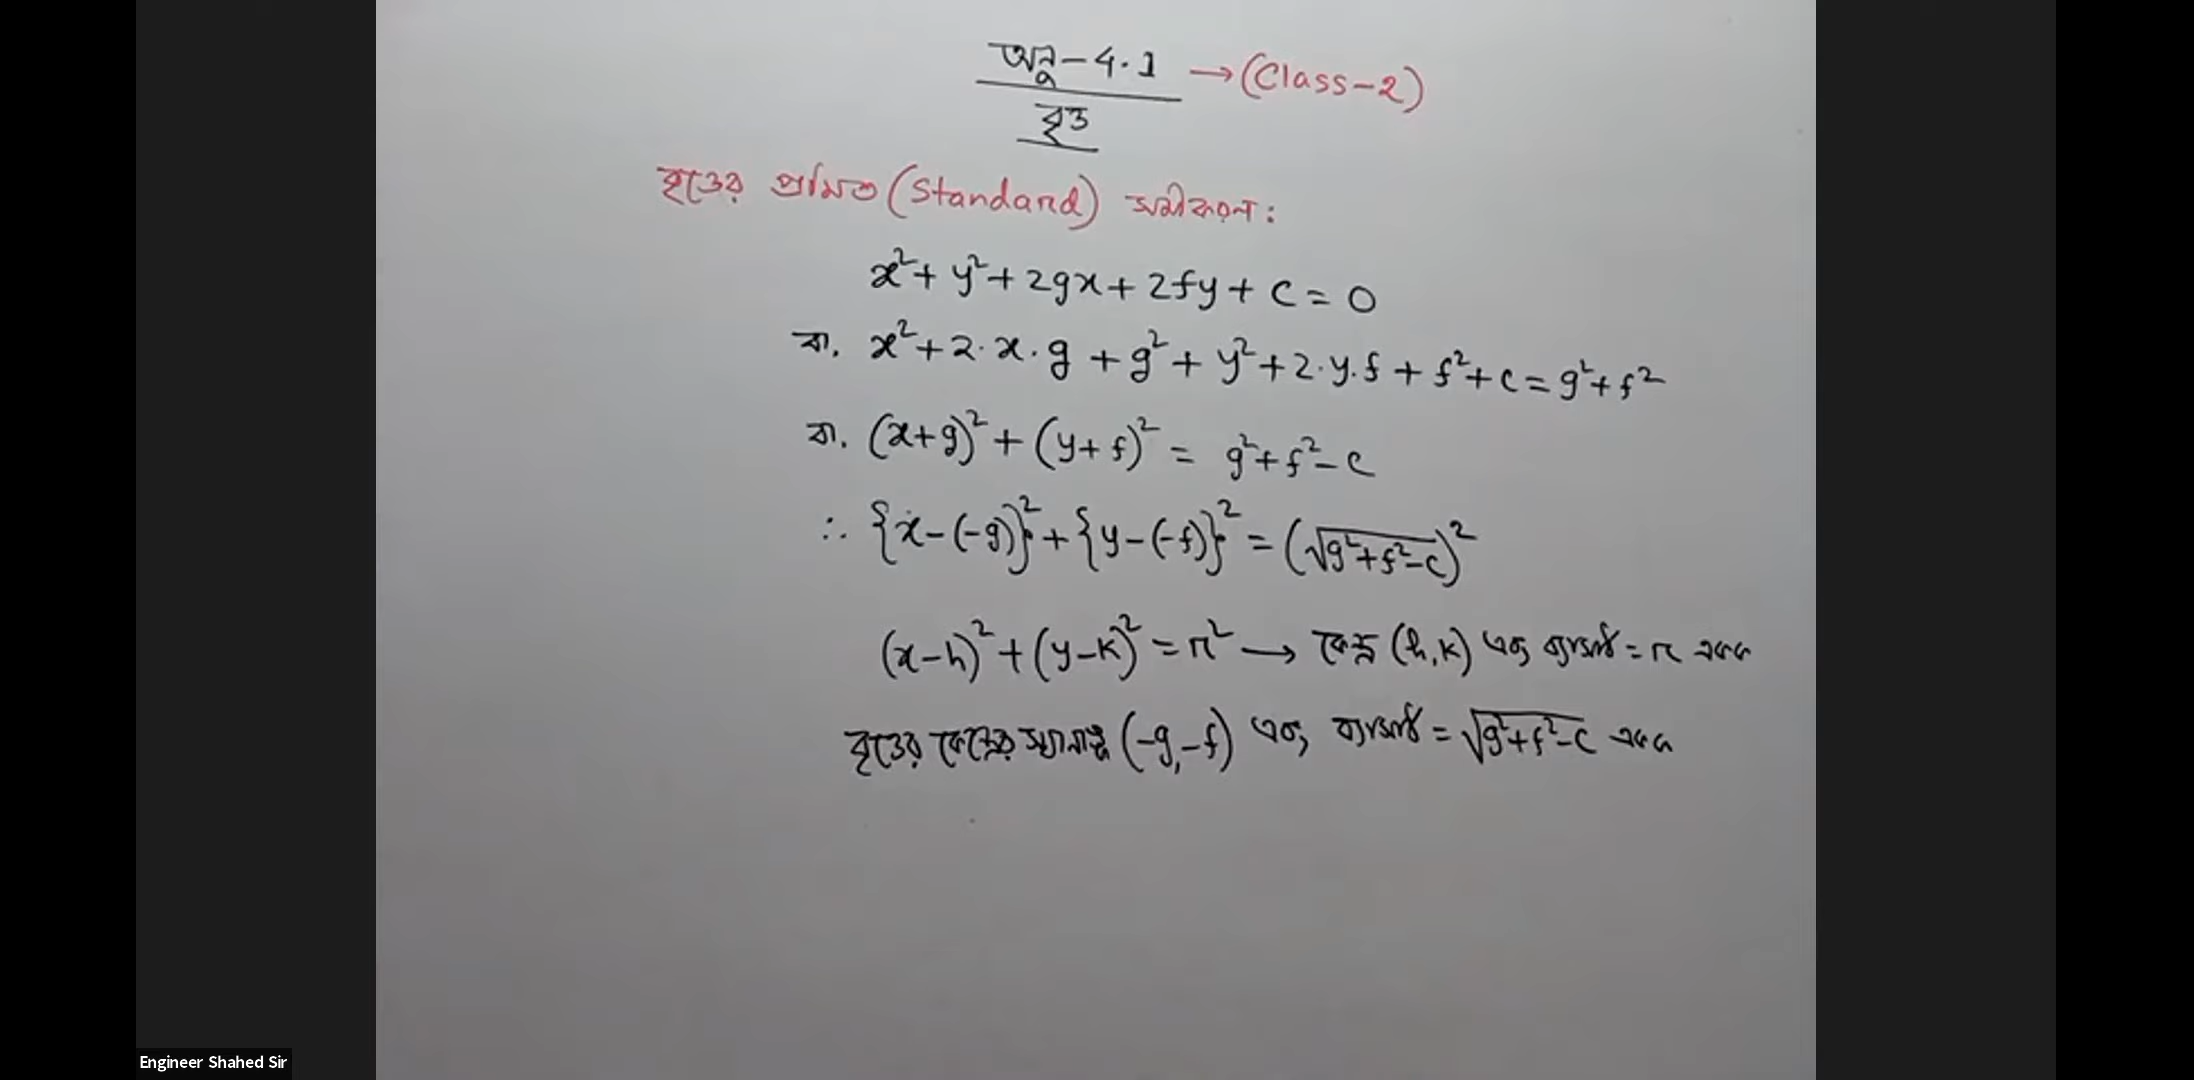 অনু-4.1 →(Class-2)
বৃত্ত
বৃত্তের প্রমিত (Standard) সমীকরণ:
x²+ y²+ 2gx + 2fy + c = 0
বা, x²+2·x·g + g²+ y²+2·y·f + f²+c = g²+f²
বা, (x+g)²+(y+f)² = g²+f²-c
∴ {x-(-g)}²+{y-(-f)}² = (√g²+f²-c)²
(x-h)²+(y-k)² = r² → কেন্দ্র (h,k) এবং ব্যাসার্ধ = r একক
বৃত্তের কেন্দ্রের স্থানাঙ্ক (-g,-f) এবং ব্যাসার্ধ = √g²+f²-c একক
Engineer Shahed Sir